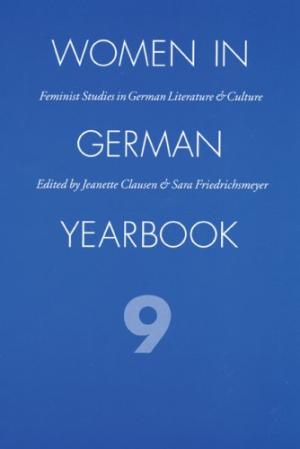 WOMEN IN
Feminist Studies in German Literature & Culture
GERMAN
Edited by Jeanette Clausen & Sara Friedrichsmeyer
YEARBOOK
9